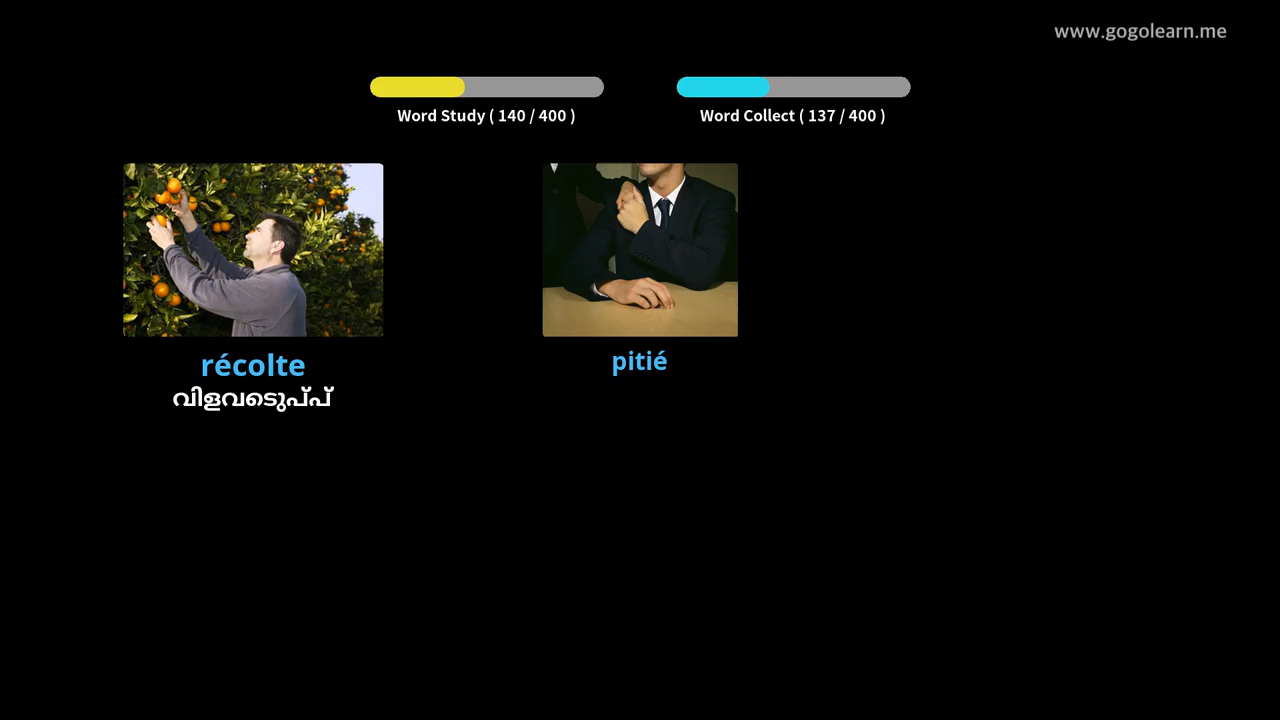 www.gogolearn.me
Word Study ( 140 / 400 )
Word Collect ( 137 / 400 )
récolte
വിളവെടുപ്പ്
pitié